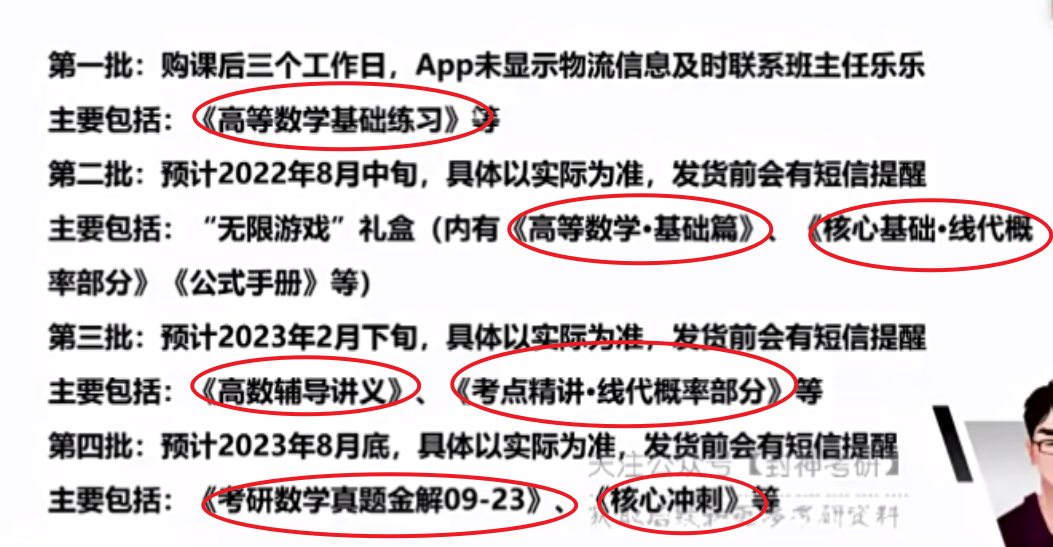 第一批：购课后三个工作日，App未显示物流信息及时联系班主任乐乐
主要包括：《高等数学基础练习》等
第二批：预计2022年8月中旬，具体以实际为准，发货前会有短信提醒
主要包括：“无限游戏”礼盒（内有《高等数学·基础篇》、《核心基础·线代概
率部分》《公式手册》等）
第三批：预计2023年2月下旬，具体以实际为准，发货前会有短信提醒
主要包括：《高数辅导讲义》、《考点精讲·线代概率部分》等
第四批：预计2023年8月底，具体以实际为准，发货前会有短信提醒
关注公众号【封神考研】
主要包括：《考研数学真题金解09-23》、《核心冲刺》等
考研资料